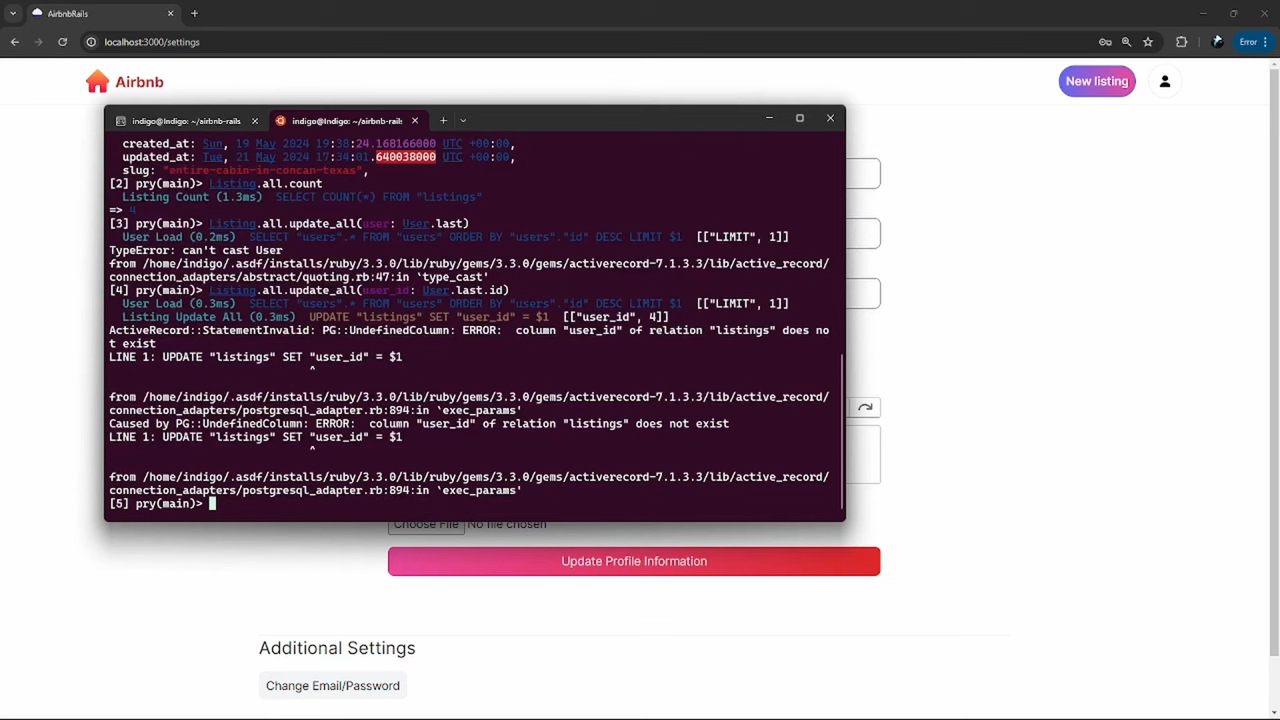 AirbnbRails
localhost:3000/settings
Error
Airbnb
New listing
indigo@Indigo: ~/airbnb-rails
indigo@Indigo: ~/airbnb-rails
created_at: Sun, 19 May 2024 19:38:24.168166000 UTC +00:00,
updated_at: Tue, 21 May 2024 17:34:01.640038000 UTC +00:00,
slug: "entire-cabin-in-concan-texas",
[2] pry(main)> Listing.all.count
Listing Count (1.3ms)  SELECT COUNT(*) FROM "listings"
=> 4
[3] pry(main)> Listing.all.update_all(user: User.last)
User Load (0.2ms)  SELECT "users".* FROM "users" ORDER BY "users"."id" DESC LIMIT $1  [["LIMIT", 1]]
TypeError: can't cast User
from /home/indigo/.asdf/installs/ruby/3.3.0/lib/ruby/gems/3.3.0/gems/activerecord-7.1.3.3/lib/active_record/
connection_adapters/abstract/quoting.rb:47:in `type_cast'
[4] pry(main)> Listing.all.update_all(user_id: User.last.id)
User Load (0.3ms)  SELECT "users".* FROM "users" ORDER BY "users"."id" DESC LIMIT $1  [["LIMIT", 1]]
Listing Update All (0.3ms)  UPDATE "listings" SET "user_id" = $1  [["user_id", 4]]
ActiveRecord::StatementInvalid: PG::UndefinedColumn: ERROR:  column "user_id" of relation "listings" does no
t exist
LINE 1: UPDATE "listings" SET "user_id" = $1
^
from /home/indigo/.asdf/installs/ruby/3.3.0/lib/ruby/gems/3.3.0/gems/activerecord-7.1.3.3/lib/active_record/
connection_adapters/postgresql_adapter.rb:894:in `exec_params'
Caused by PG::UndefinedColumn: ERROR:  column "user_id" of relation "listings" does not exist
LINE 1: UPDATE "listings" SET "user_id" = $1
^
from /home/indigo/.asdf/installs/ruby/3.3.0/lib/ruby/gems/3.3.0/gems/activerecord-7.1.3.3/lib/active_record/
connection_adapters/postgresql_adapter.rb:894:in `exec_params'
[5] pry(main)>
Choose File No file chosen
Update Profile Information
Additional Settings
Change Email/Password